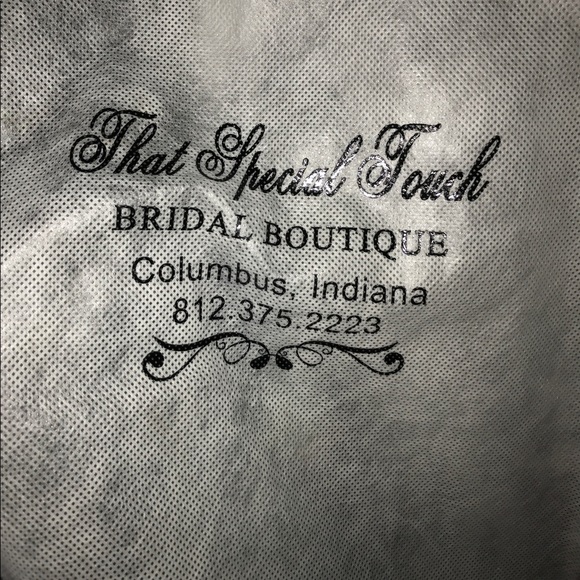 That Special Touch
BRIDAL BOUTIQUE
Columbus, Indiana
812.375.2223